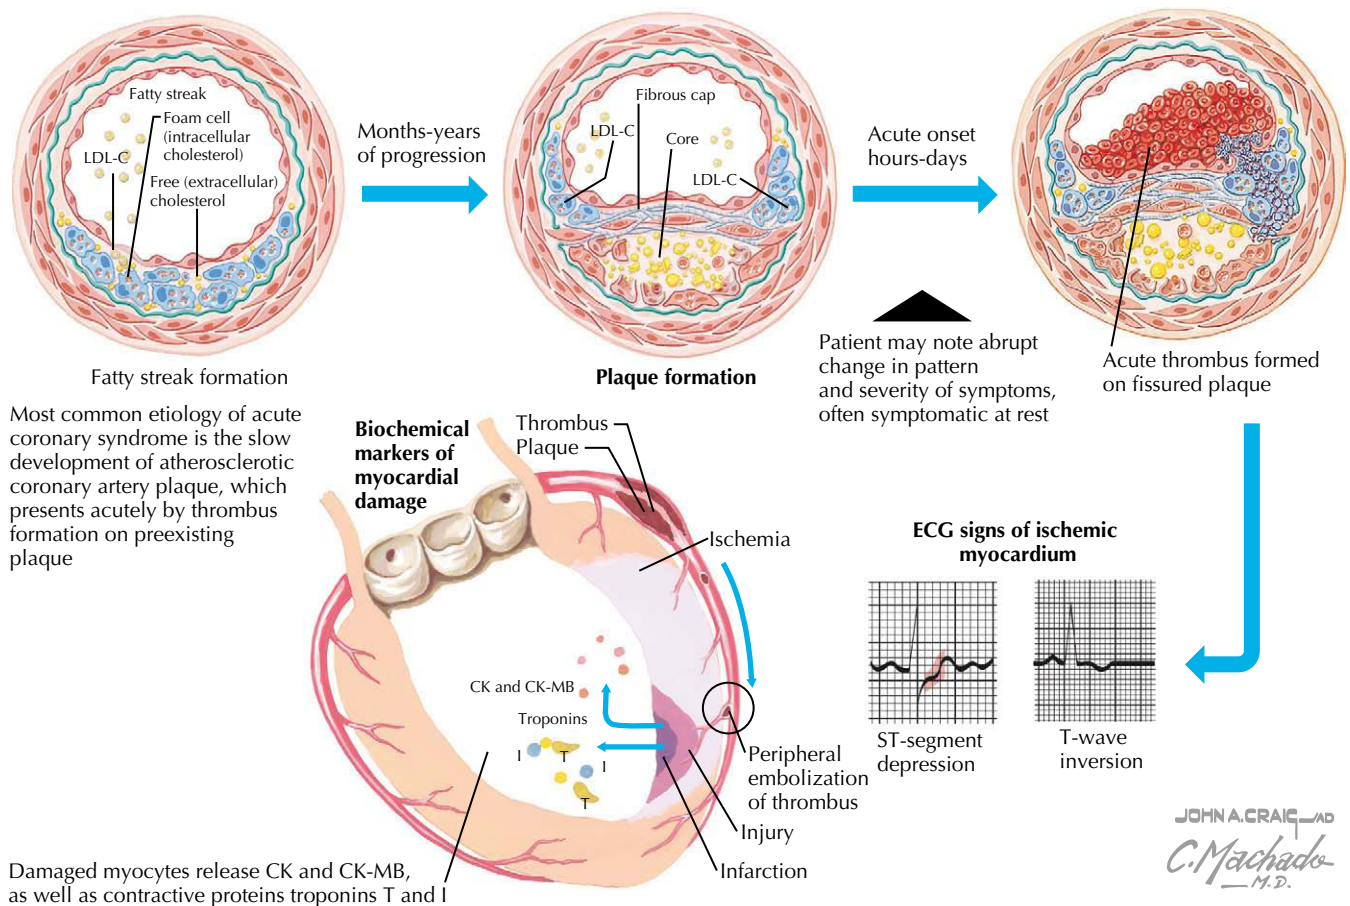 Fatty streak
Foam cell
(intracellular
cholesterol)
LDL-C
Free (extracellular)
cholesterol
Months-years
of progression
Fibrous cap
LDL-C
Core
LDL-C
Acute onset
hours-days
Fatty streak formation
Plaque formation
Patient may note abrupt
change in pattern
and severity of symptoms,
often symptomatic at rest
Acute thrombus formed
on fissured plaque
Most common etiology of acute
coronary syndrome is the slow
development of atherosclerotic
coronary artery plaque, which
presents acutely by thrombus
formation on preexisting
plaque
Biochemical
markers of
myocardial
damage
Thrombus
Plaque
Ischemia
ECG signs of ischemic
myocardium
CK and CK-MB
Troponins
I
T
I
T
Peripheral
embolization
of thrombus
Injury
Infarction
ST-segment
depression
T-wave
inversion
Damaged myocytes release CK and CK-MB,
as well as contractive proteins troponins T and I
JOHN A. CRAIG_AD
C. Machado
M.D.